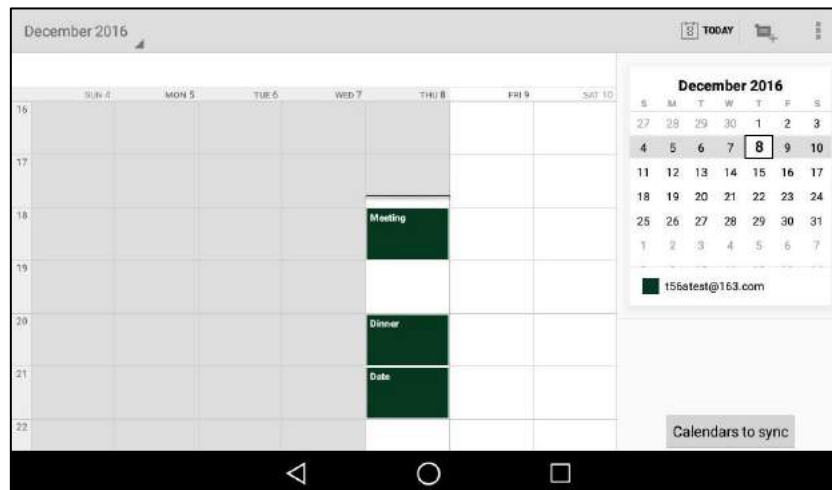 December 2016
8 TODAY
SUN 4 MON 5 TUE 6 WED 7 THU 8 FRI 9 SAT 10
16
17
18
Meeting
19
20
Dinner
21
Date
22
December 2016
S M T W T F S
27 28 29 30 1 2 3
4 5 6 7 8 9 10
11 12 13 14 15 16 17
18 19 20 21 22 23 24
25 26 27 28 29 30 31
1 2 3 4 5 6 7
t56atest@163.com
Calendars to sync